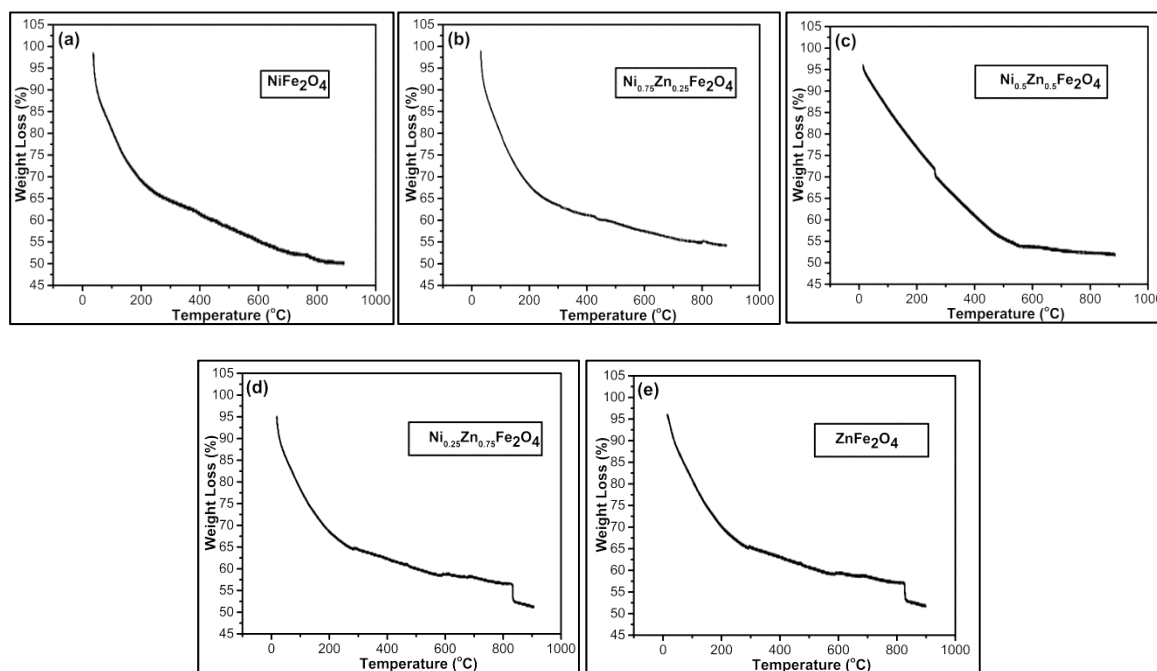 (a)
NiFe₂O₄
105
100
95
90
85
80
75
70
65
60
55
50
45
Weight Loss (%)
0 200 400 600 800 1000
Temperature (°C)
(b)
Ni₀.₇₅Zn₀.₂₅Fe₂O₄
105
100
95
90
85
80
75
70
65
60
55
50
45
Weight Loss (%)
0 200 400 600 800 1000
Temperature (°C)
(c)
Ni₀.₅Zn₀.₅Fe₂O₄
105
100
95
90
85
80
75
70
65
60
55
50
45
Weight Loss (%)
0 200 400 600 800 1000
Temperature (°C)
(d)
Ni₀.₂₅Zn₀.₇₅Fe₂O₄
105
100
95
90
85
80
75
70
65
60
55
50
45
Weight Loss (%)
0 200 400 600 800 1000
Temperature (°C)
(e)
ZnFe₂O₄
105
100
95
90
85
80
75
70
65
60
55
50
45
Weight Loss (%)
0 200 400 600 800 1000
Temperature (°C)